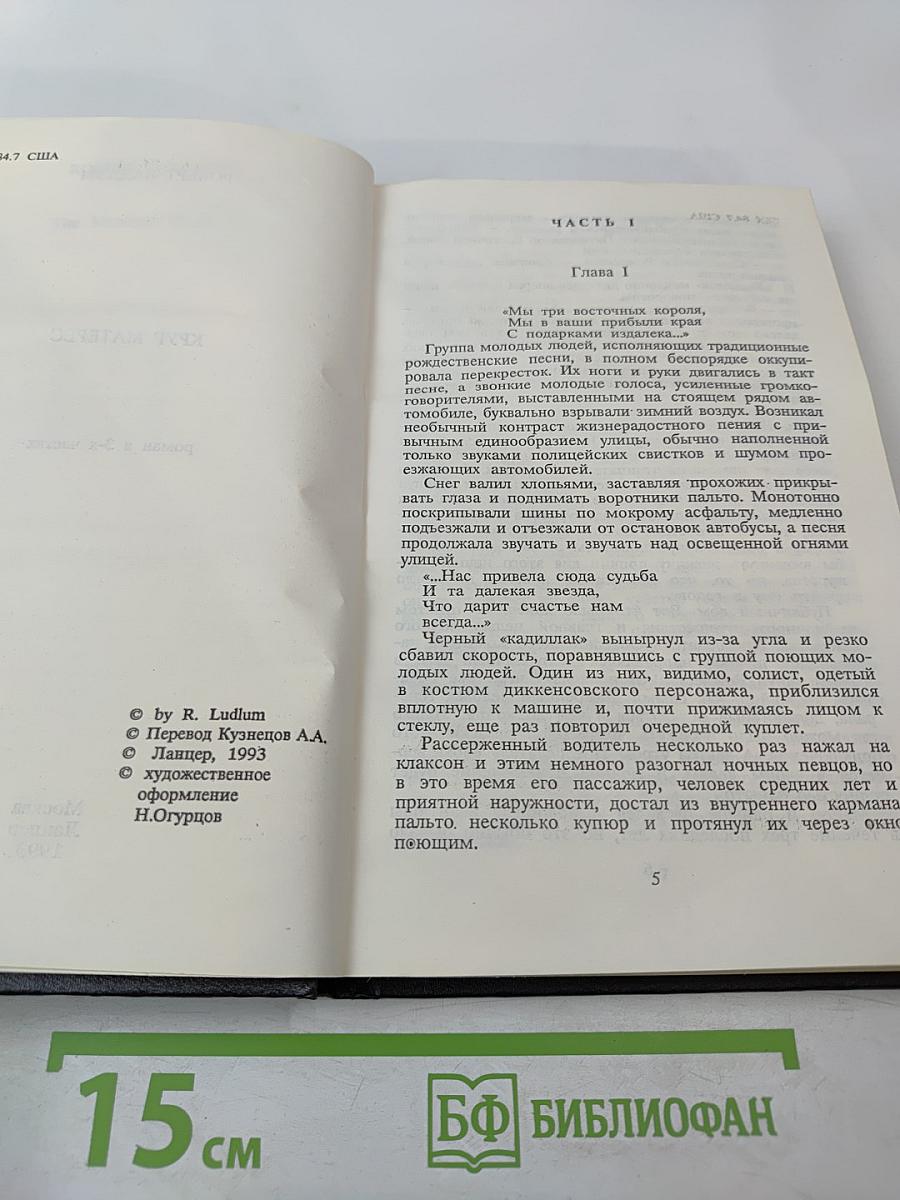 84.7 США
© by R. Ludlum
© Перевод Кузнецов А.А.
© Ланцер, 1993
© художественное
оформление
Н.Огурцов
ЧАСТЬ I
Глава I
«Мы три восточных короля,
Мы в ваши прибыли края
С подарками издалека...»
Группа молодых людей, исполняющих традиционные
рождественские песни, в полном беспорядке оккупи-
ровала перекресток. Их ноги и руки двигались в такт
песне, а звонкие молодые голоса, усиленные громко-
говорителями, выставленными на стоящем рядом ав-
томобиле, буквально взрывали зимний воздух. Возникал
необычный контраст жизнерадостного пения с при-
вычным единообразием улицы, обычно наполненной
только звуками полицейских свистков и шумом про-
езжающих автомобилей.
Снег валил хлопьями, заставляя прохожих прикры-
вать глаза и поднимать воротники пальто. Монотонно
поскрипывали шины по мокрому асфальту, медленно
подъезжали и отъезжали от остановок автобусы, а песня
продолжала звучать и звучать над освещенной огнями
улицей.
«...Нас привела сюда судьба
И та далекая звезда,
Что дарит счастье нам
всегда...»
Черный «кадиллак» вынырнул из-за угла и резко
сбавил скорость, поравнявшись с группой поющих мо-
лодых людей. Один из них, видимо, солист, одетый
в костюм диккенсовского персонажа, приблизился
вплотную к машине и, почти прижимаясь лицом к
стеклу, еще раз повторил очередной куплет.
Рассерженный водитель несколько раз нажал на
клаксон и этим немного разогнал ночных певцов, но
в это время его пассажир, человек средних лет и
приятной наружности, достал из внутреннего кармана
пальто несколько купюр и протянул их через окно
поющим.
5
15 см
БФ БИБЛИОФАН